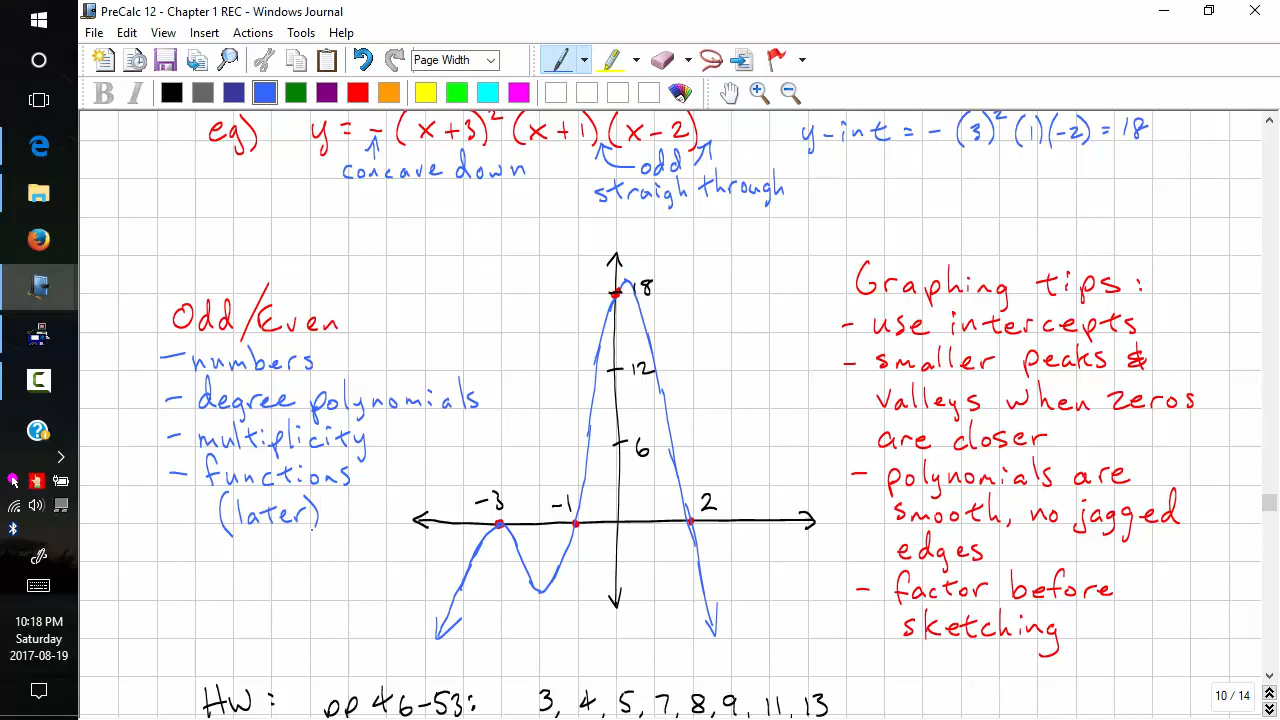 PreCalc 12 - Chapter 1 REC - Windows Journal
File Edit View Insert Actions Tools Help
Page Width
B I
eg) y = -(x+3)² (x+1)(x-2)
concave down
odd
straigh through
y-int = -(3)² (1)(-2) = 18
Odd/Even
- numbers
- degree polynomials
- multiplicity
- functions
(later)
18
12
6
-3 -1 2
Graphing tips:
- use intercepts
- smaller peaks &
valleys when zeros
are closer
- polynomials are
smooth, no jagged
edges
- factor before
sketching
HW: pp 46-53: 3, 4, 5, 7, 8, 9, 11, 13
10 / 14
10:18 PM
Saturday
2017-08-19